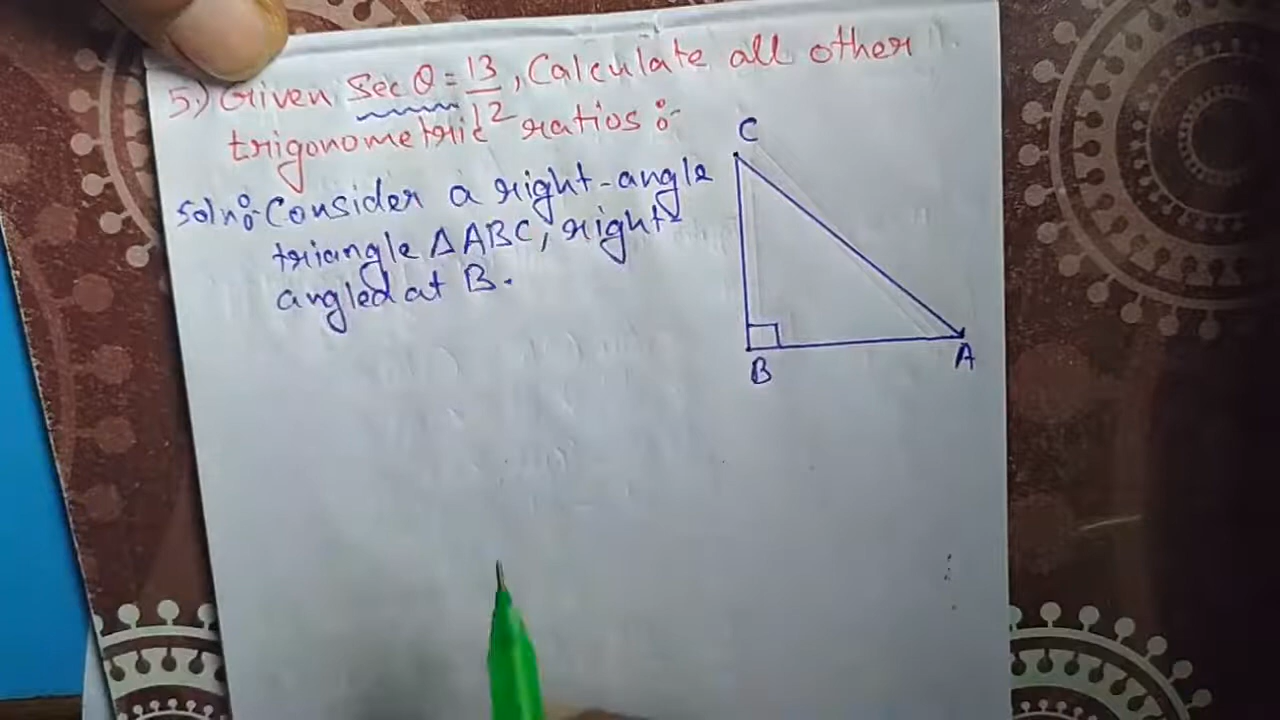 5.) Given Sec θ = 13/12, Calculate all other
trigonometric ratios :-
Soln:- Consider a right-angle
triangle ΔABC, right
angled at B.
C
B
A